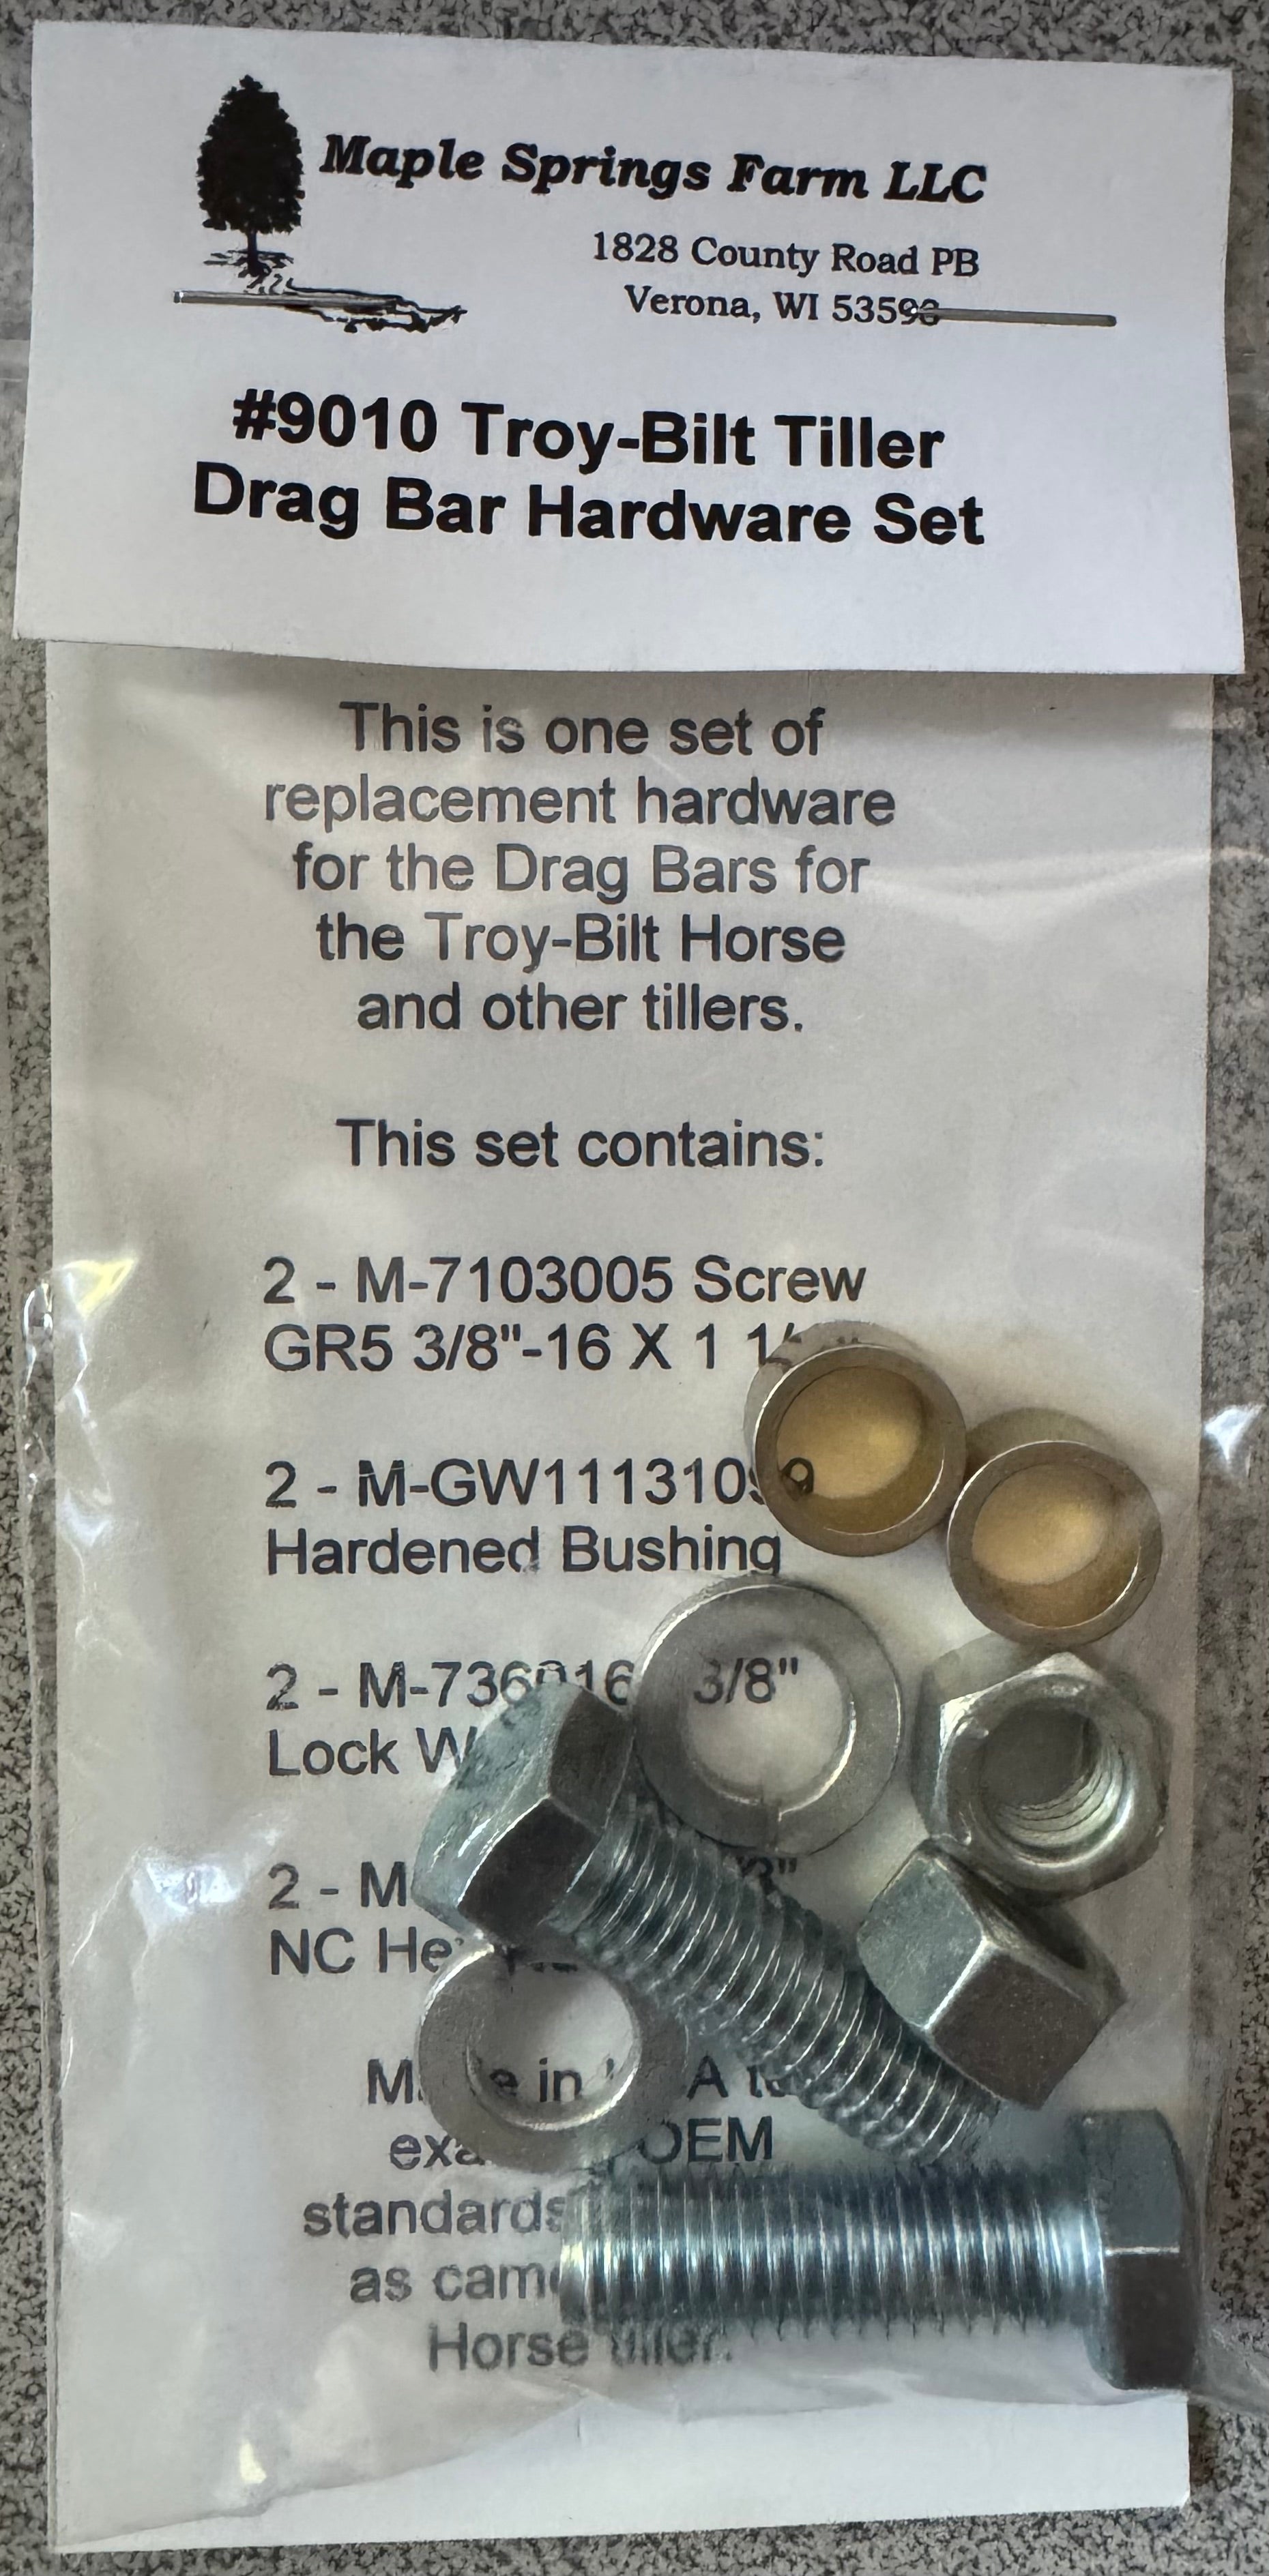 Maple Springs Farm LLC
1828 County Road PB
Verona, WI 53593
#9010 Troy-Bilt Tiller
Drag Bar Hardware Set
This is one set of
replacement hardware
for the Drag Bars for
the Troy-Bilt Horse
and other tillers.
This set contains:
2 - M-7103005 Screw
GR5 3/8"-16 X 1
2 -
Hardened Bushing
2 - 3/8"
Lock
2 -
NC
in
OEM
standards
as
Horse tiller.